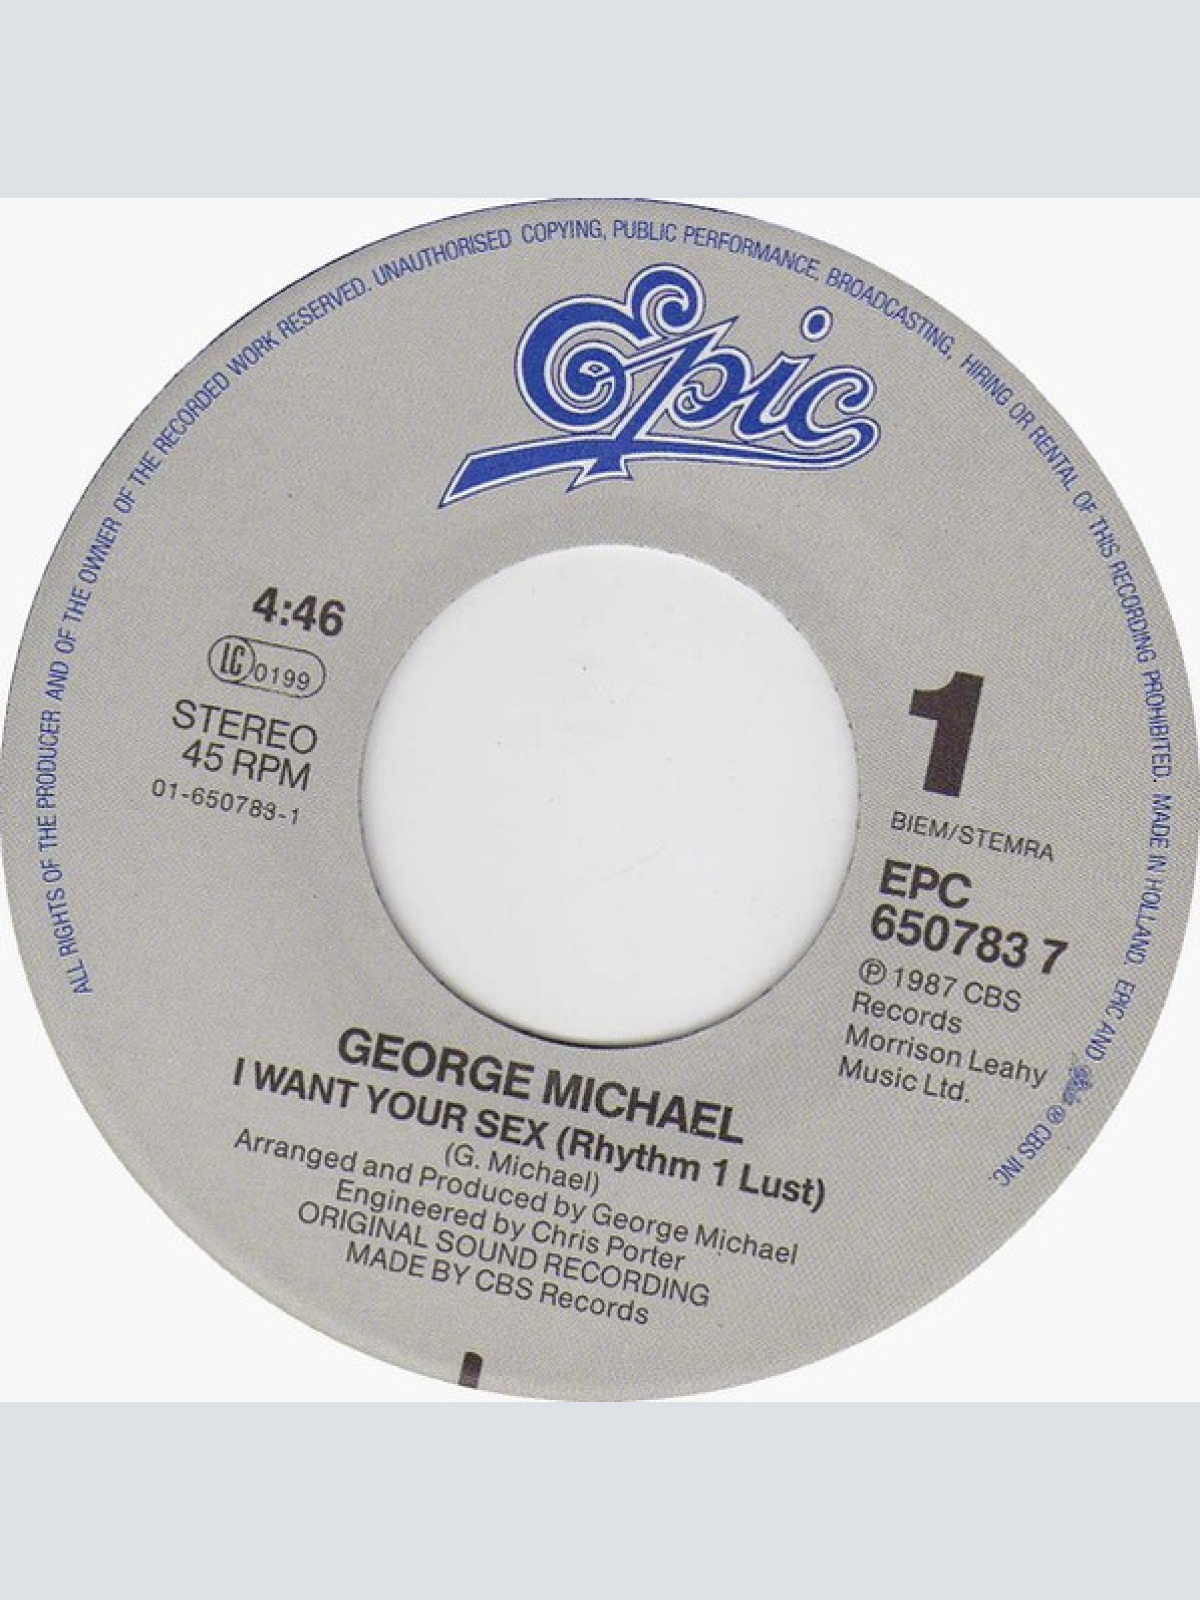 ALL RIGHTS OF THE PRODUCER AND OF THE OWNER OF THE RECORDED WORK RESERVED. UNAUTHORISED COPYING, PUBLIC PERFORMANCE, BROADCASTING, HIRING OR RENTAL OF THIS RECORDING PROHIBITED. MADE IN HOLLAND. EPIC AND Epic ® CBS INC.
Epic
4:46
LC 0199
STEREO
45 RPM
01-650783-1
1
BIEM/STEMRA
EPC
650783 7
℗ 1987 CBS
Records
Morrison Leahy
Music Ltd.
GEORGE MICHAEL
I WANT YOUR SEX (Rhythm 1 Lust)
(G. Michael)
Arranged and Produced by George Michael
Engineered by Chris Porter
ORIGINAL SOUND RECORDING
MADE BY CBS Records